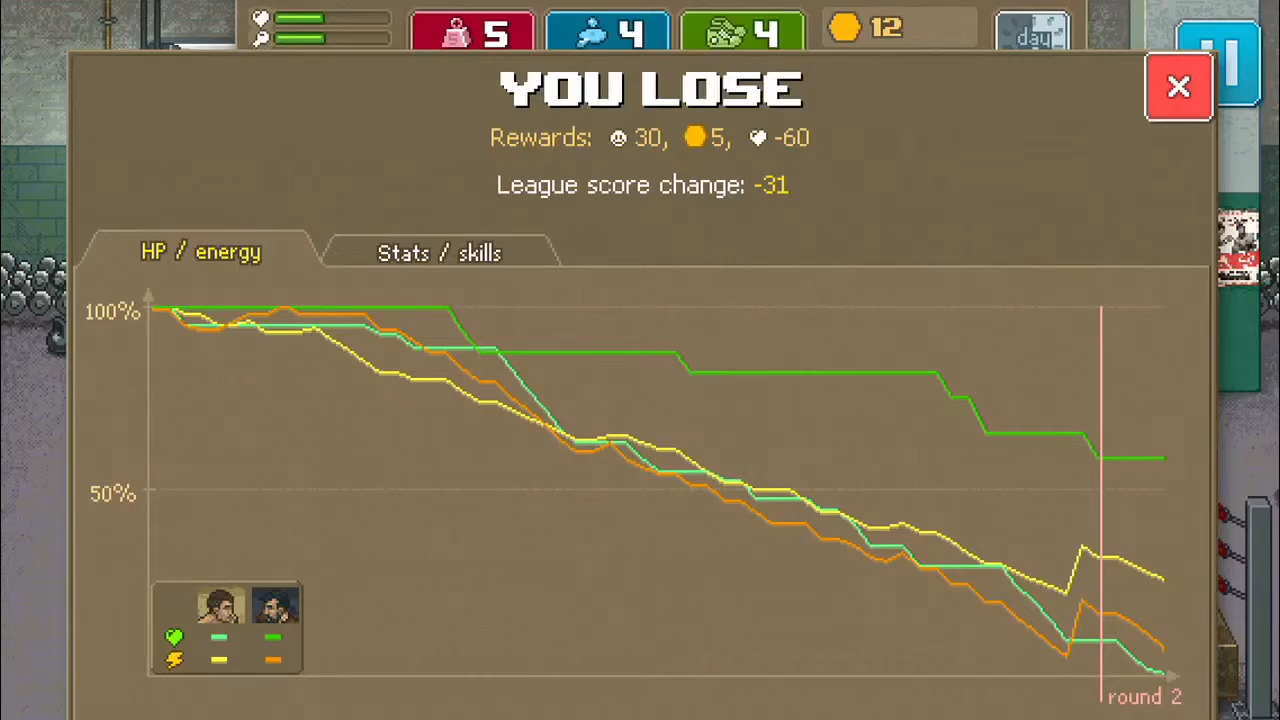 5 4 4 12 day
YOU LOSE
Rewards: 30, 5, -60
League score change: -31
HP / energy Stats / skills
100%
50%
round 2